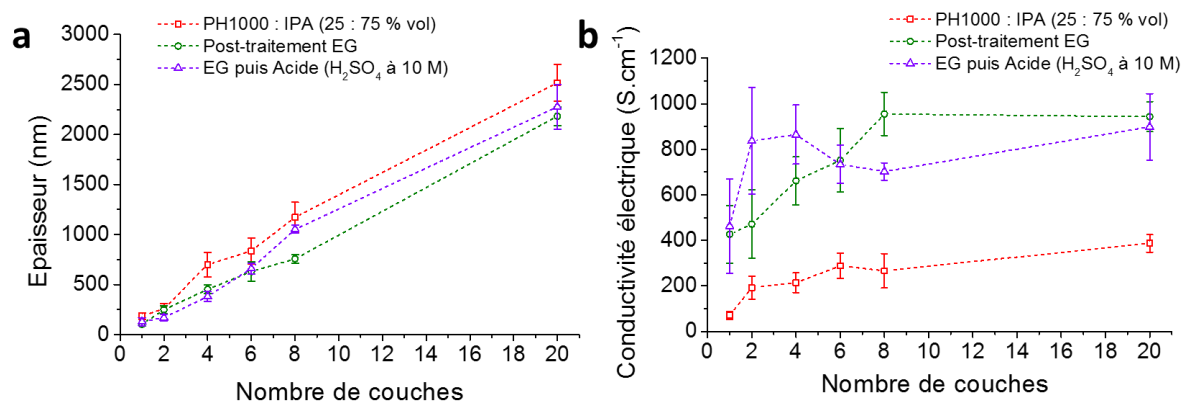 a
PH1000 : IPA (25 : 75 % vol)
Post-traitement EG
EG puis Acide (H₂SO₄ à 10 M)
Epaisseur (nm)
3000
2500
2000
1500
1000
500
0
0 2 4 6 8 10 12 14 16 18 20
Nombre de couches
b
PH1000 : IPA (25 : 75 % vol)
Post-traitement EG
EG puis Acide (H₂SO₄ à 10 M)
Conductivité électrique (S.cm⁻¹)
1200
1000
800
600
400
200
0
0 2 4 6 8 10 12 14 16 18 20
Nombre de couches